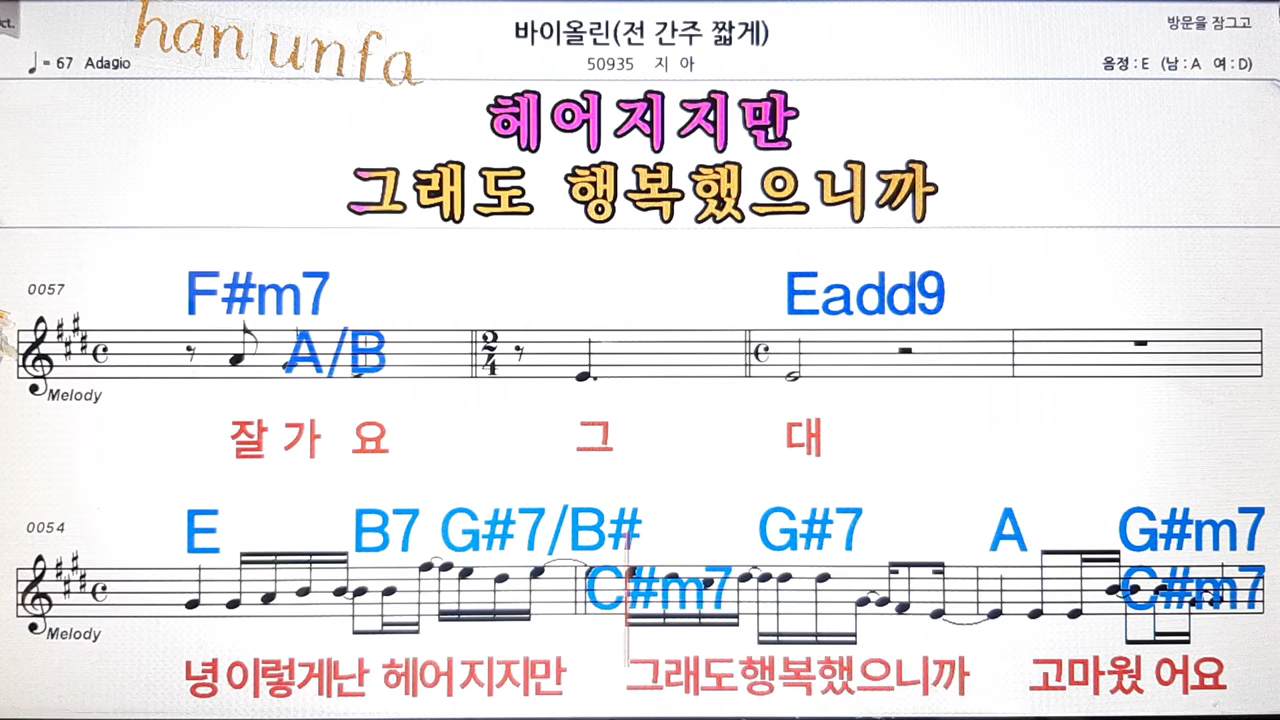 ct.
han unfa
바이올린(전 간주 짧게)
방문을 잠그고
♩= 67 Adagio
50935 지 아
음정 : E (남 : A 여 : D)
헤어지지만
그래도 행복했으니까
0057
F#m7 Eadd9
A/B
2/4
Melody
잘 가 요 그 대
0054
E B7 G#7/B# G#7 A G#m7
C#m7 C#m7
Melody
녕 이렇게난 헤어지지만 그래도행복했으니까 고마웠 어요